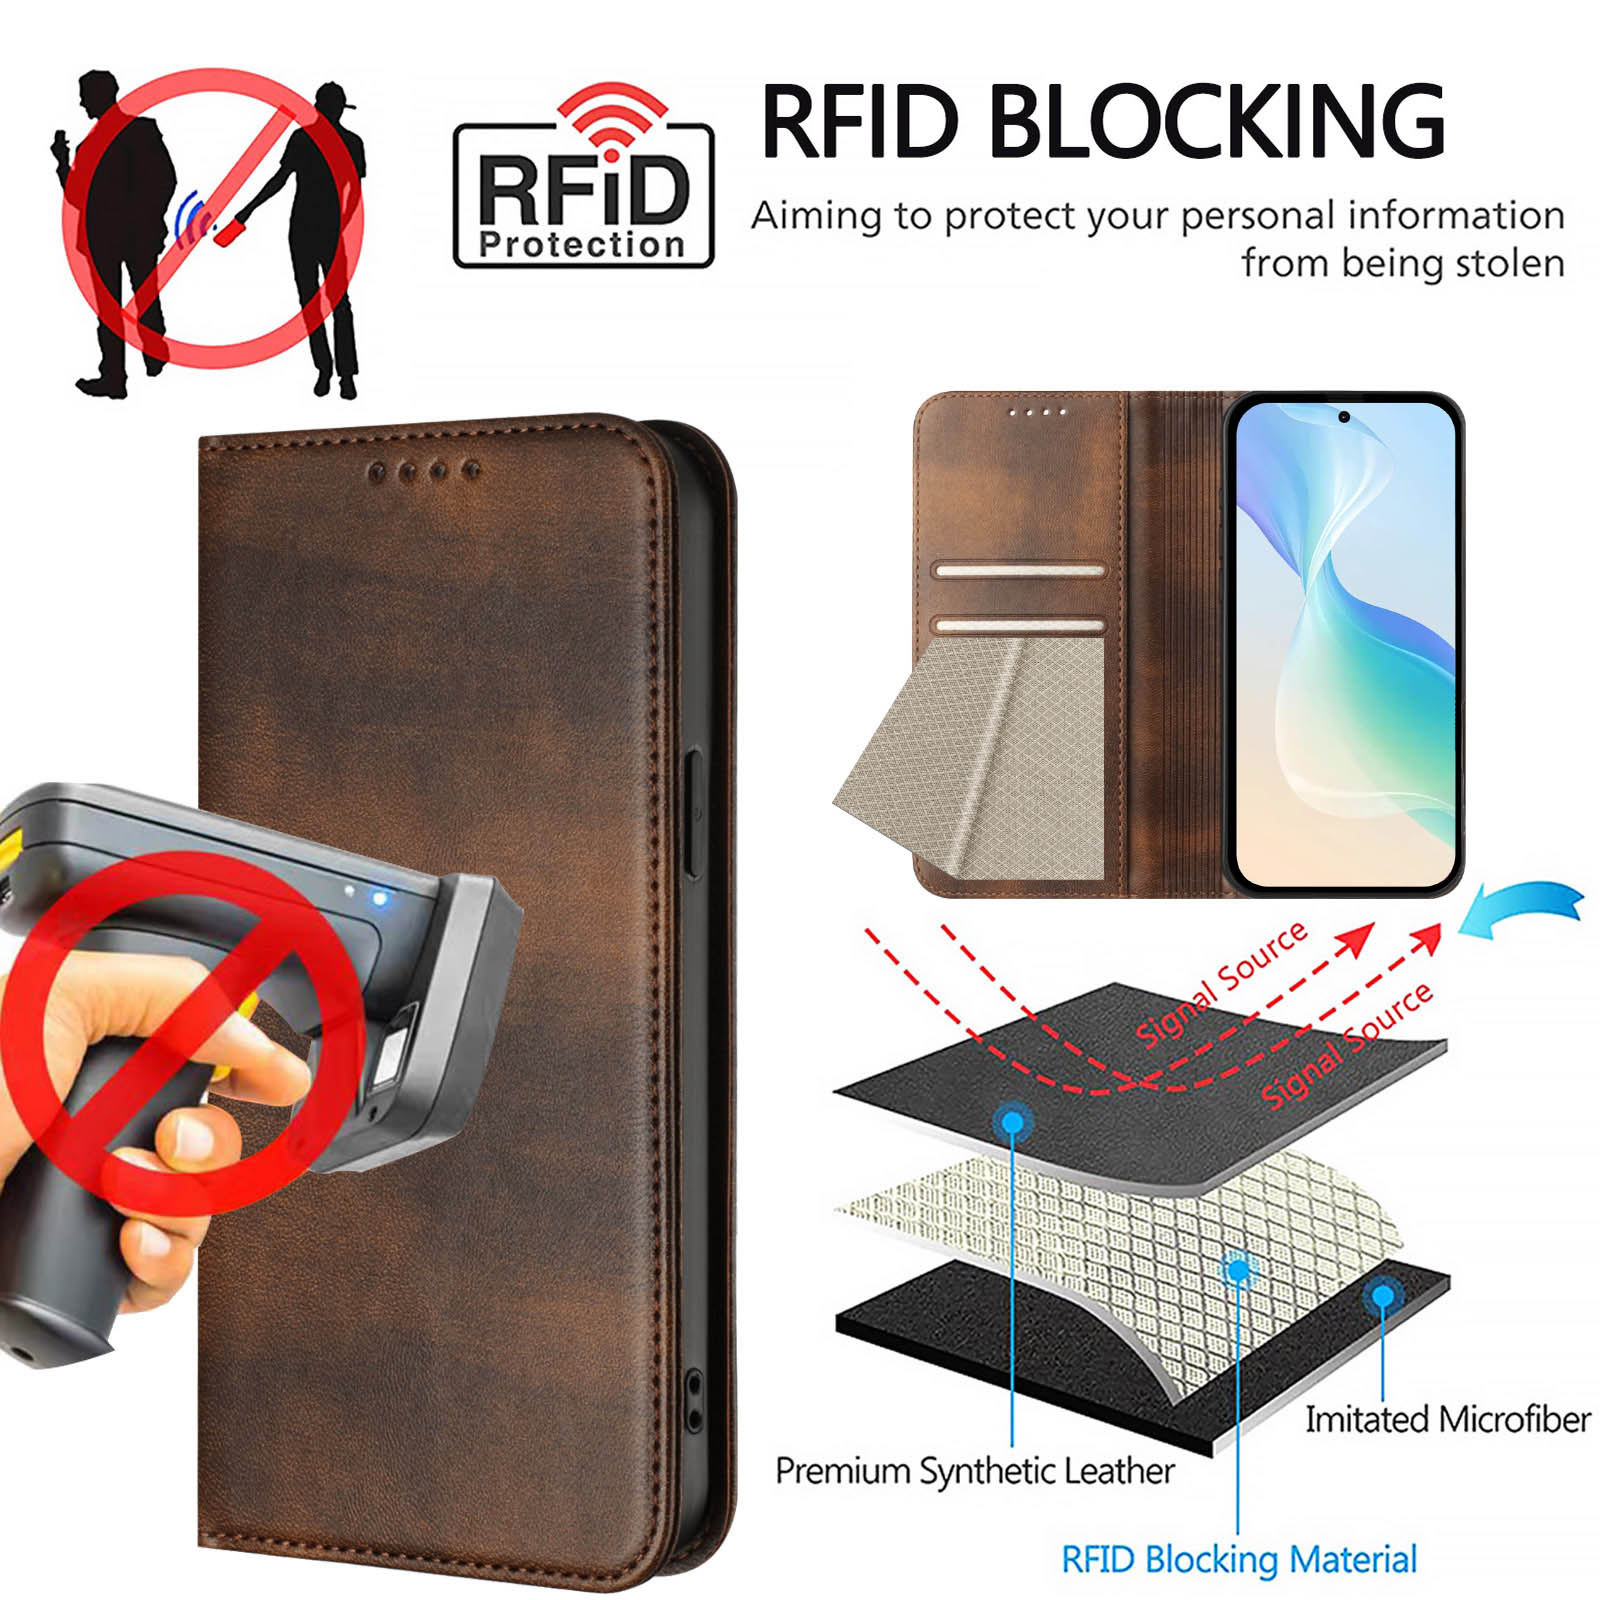 RFiD
Protection
RFID BLOCKING
Aiming to protect your personal information
from being stolen
Signal Source
Signal Source
Imitated Microfiber
Premium Synthetic Leather
RFID Blocking Material